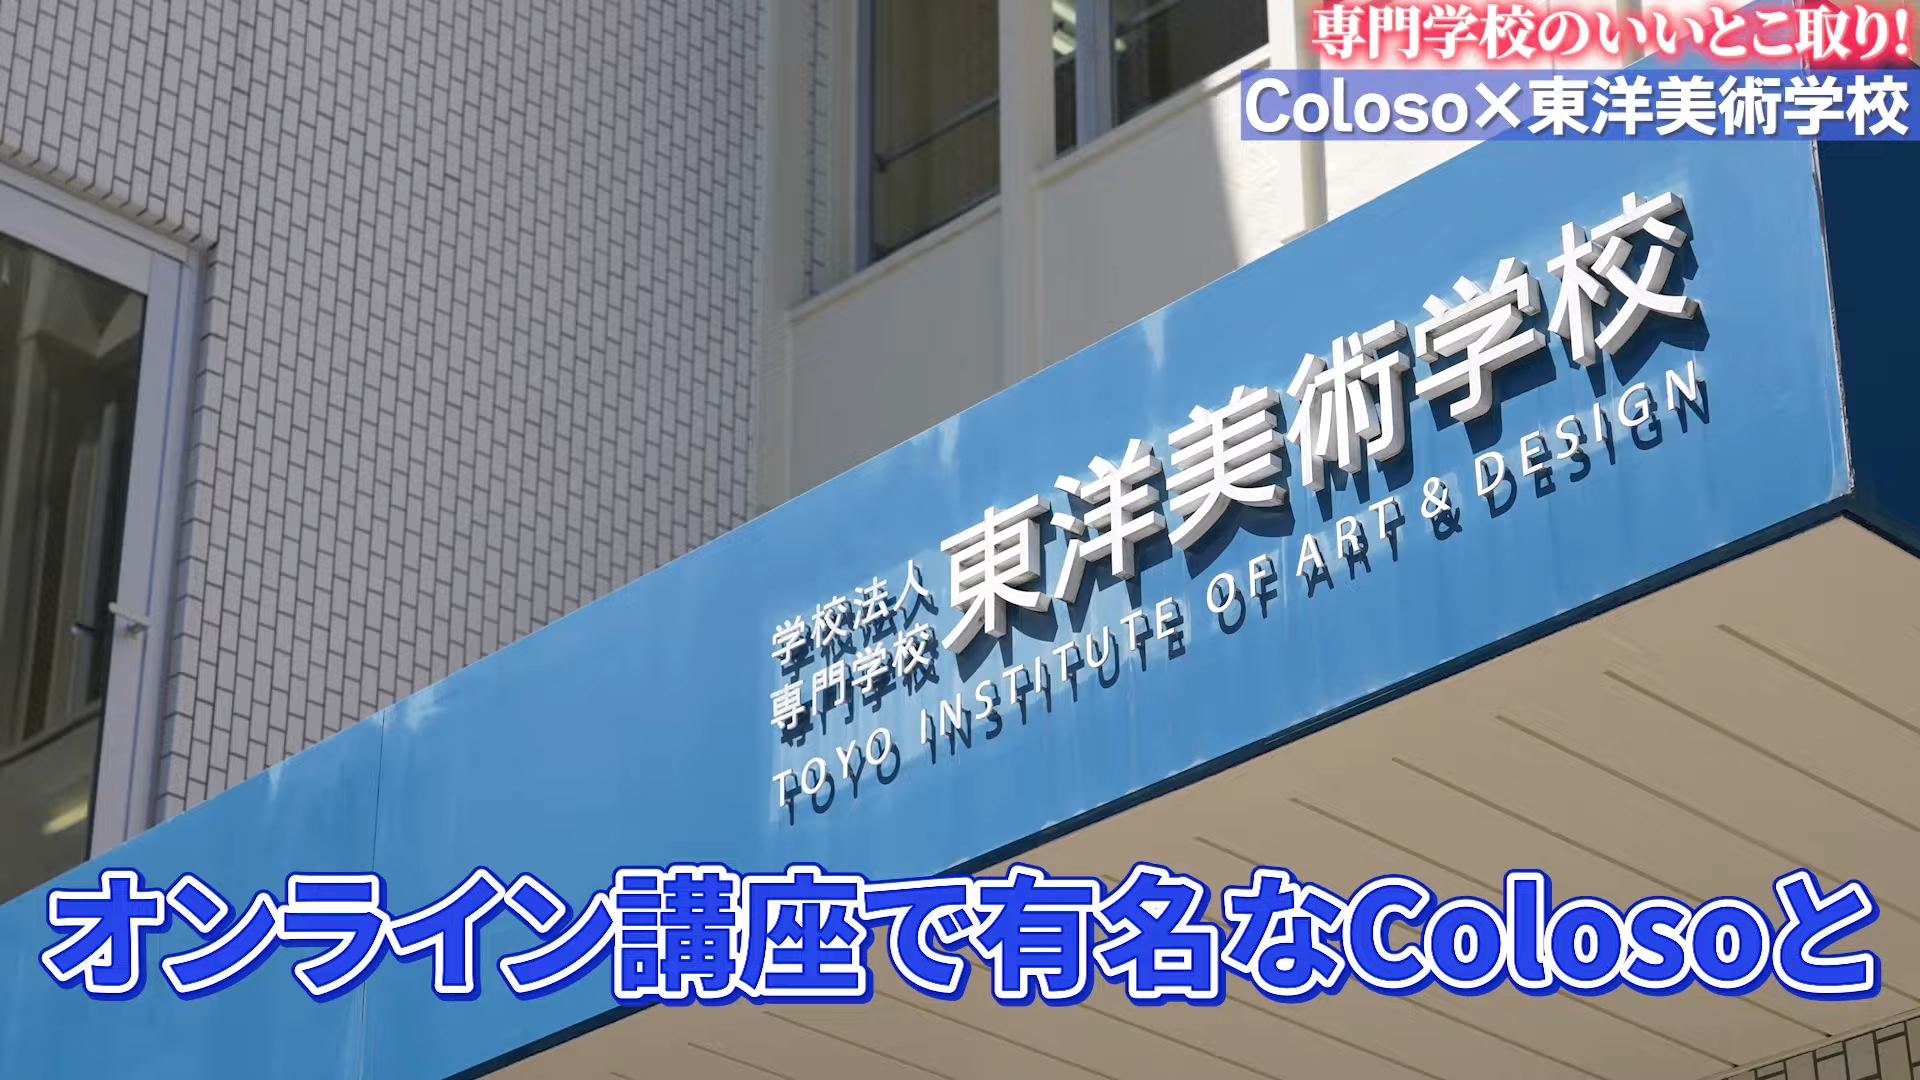 専門学校のいいとこ取り!
Coloso×東洋美術学校
学校法人
専門学校
東洋美術学校
TOYO INSTITUTE OF ART & DESIGN
オンライン講座で有名なColosoと